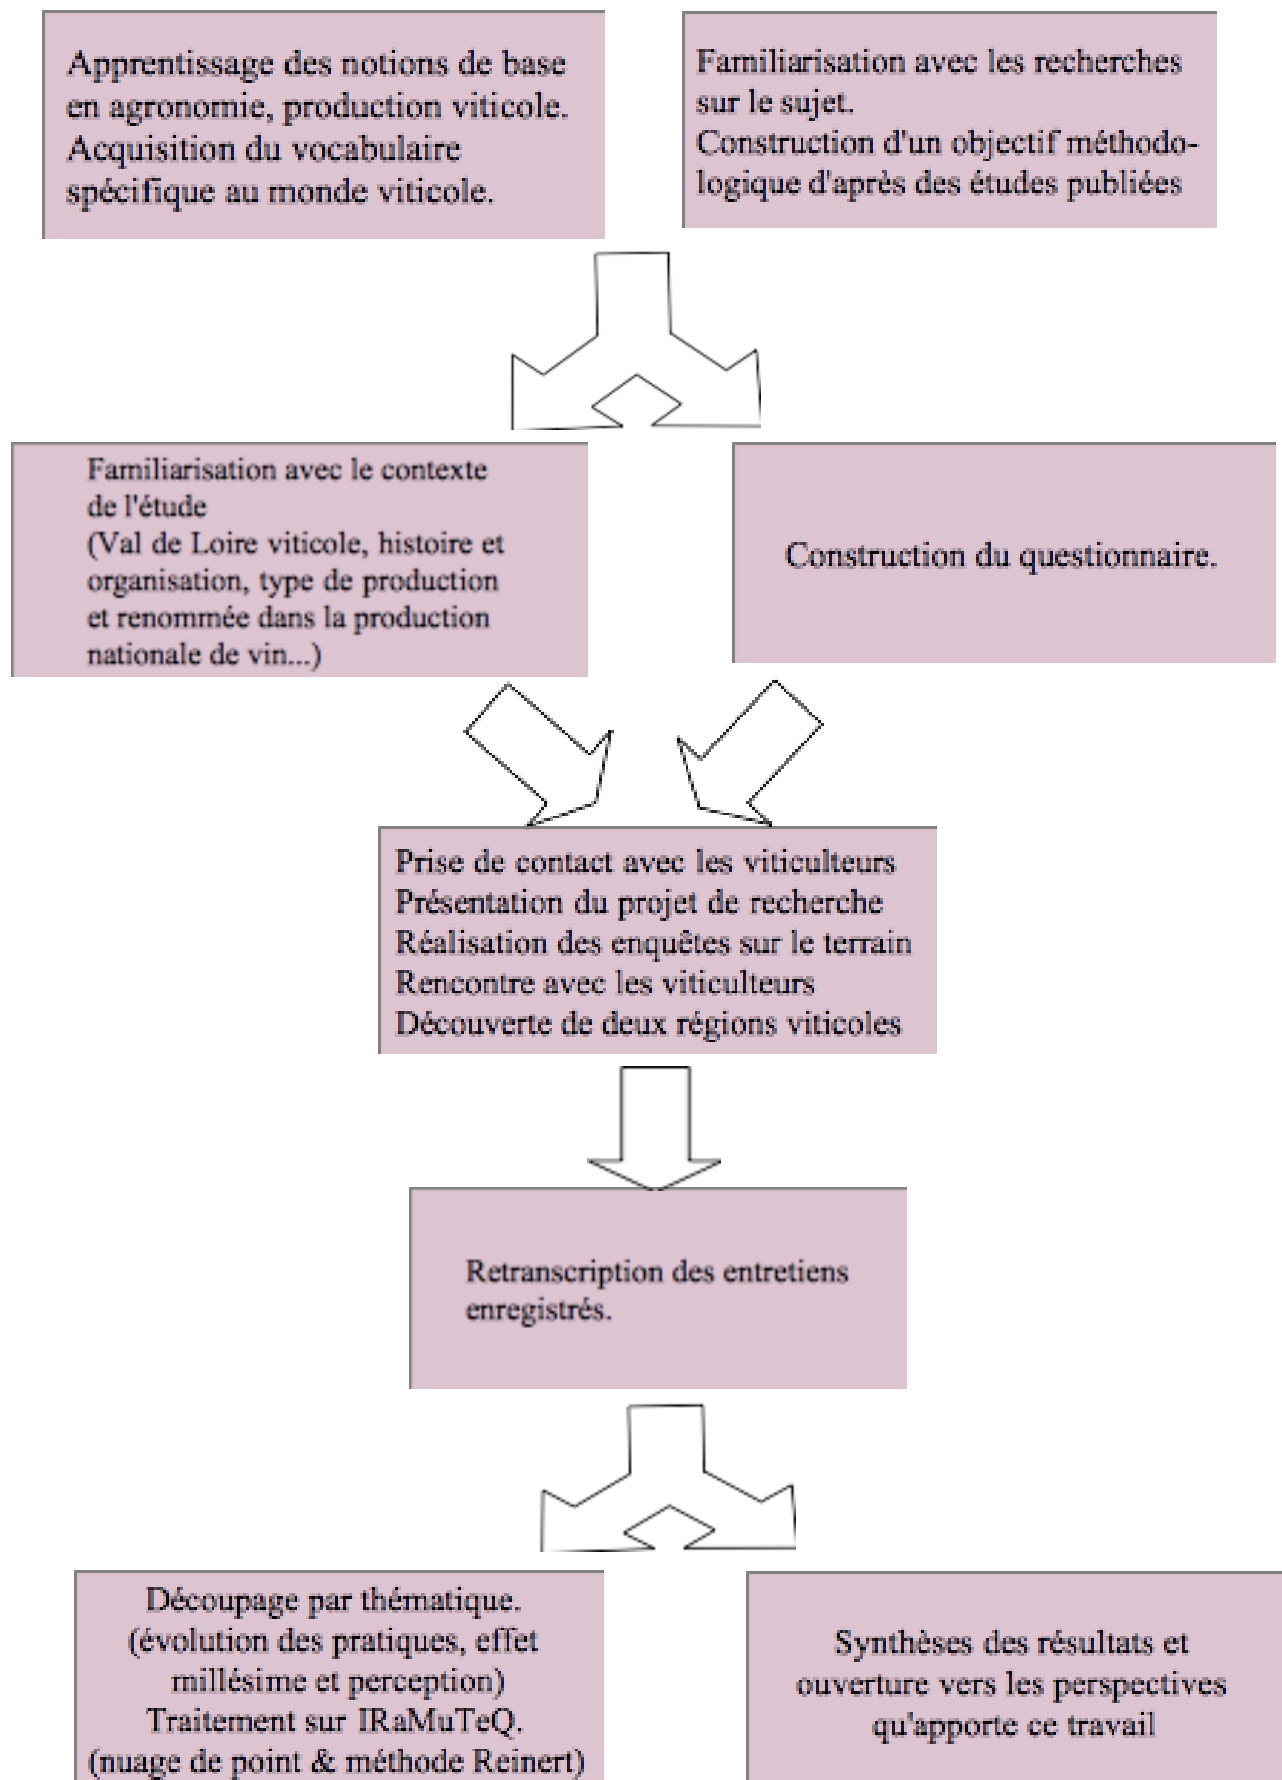 Apprentissage des notions de base
en agronomie, production viticole.
Acquisition du vocabulaire
spécifique au monde viticole.
Familiarisation avec les recherches
sur le sujet.
Construction d'un objectif méthodo-
logique d'après des études publiées
Familiarisation avec le contexte
de l'étude
(Val de Loire viticole, histoire et
organisation, type de production
et renommée dans la production
nationale de vin...)
Construction du questionnaire.
Prise de contact avec les viticulteurs
Présentation du projet de recherche
Réalisation des enquêtes sur le terrain
Rencontre avec les viticulteurs
Découverte de deux régions viticoles
Retranscription des entretiens
enregistrés.
Découpage par thématique.
(évolution des pratiques, effet
millésime et perception)
Traitement sur IRaMuTeQ.
(nuage de point & méthode Reinert)
Synthèses des résultats et
ouverture vers les perspectives
qu'apporte ce travail